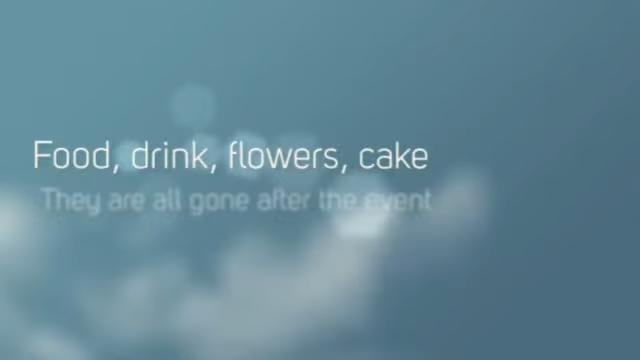 Food, drink, flowers, cake
They are all gone after the event